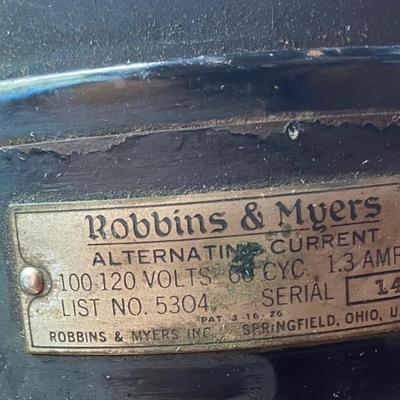 Robbins & Myers
ALTERNATING CURRENT
100-120 VOLTS. 60 CYC. 1.3 AMP
LIST NO. 5304 SERIAL 14
PAT 3-16-26
ROBBINS & MYERS INC. SPRINGFIELD, OHIO, U.